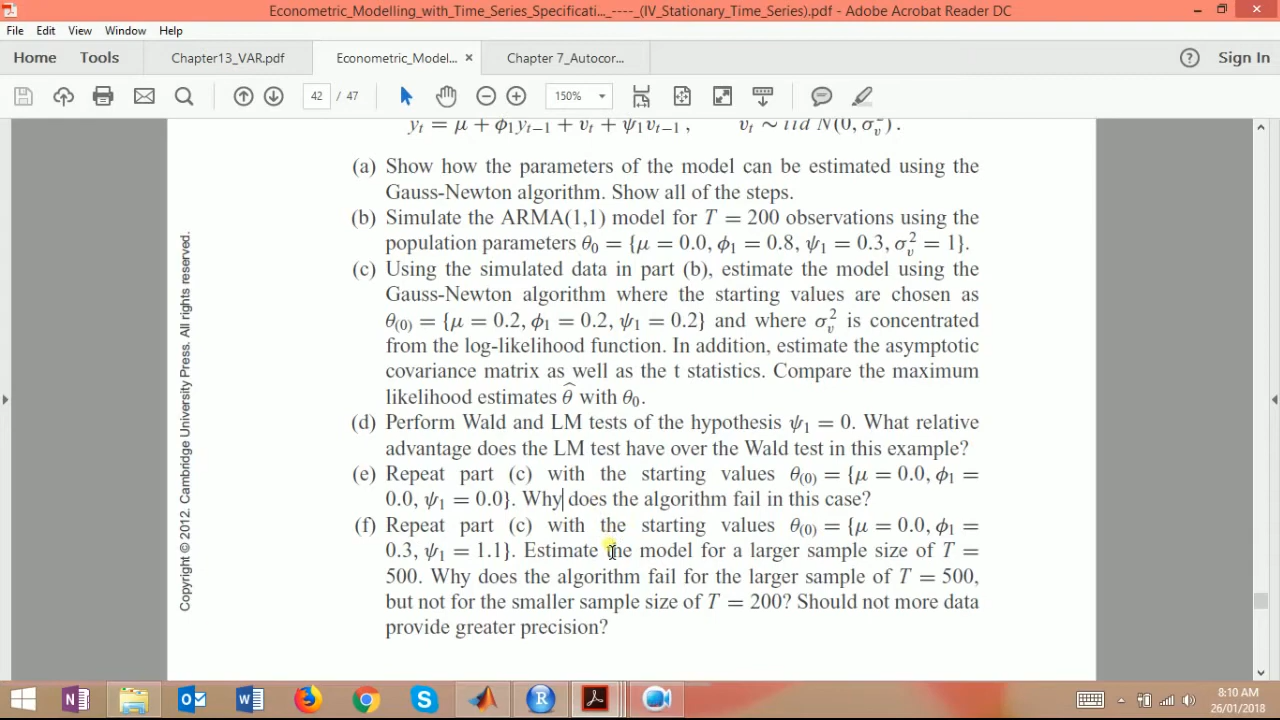 Econometric_Modelling_with_Time_Series_Specificati..._----_(IV_Stationary_Time_Series).pdf - Adobe Acrobat Reader DC
File Edit View Window Help
Home Tools Chapter13_VAR.pdf Econometric_Model... × Chapter 7_Autocor... ? Sign In
42 / 47 150%
yₜ = μ + ϕ₁yₜ₋₁ + vₜ + ψ₁vₜ₋₁ , vₜ ∼ iid N(0, σᵥ²).
(a) Show how the parameters of the model can be estimated using the
Gauss-Newton algorithm. Show all of the steps.
(b) Simulate the ARMA(1,1) model for T = 200 observations using the
population parameters θ₀ = {μ = 0.0, ϕ₁ = 0.8, ψ₁ = 0.3, σᵥ² = 1}.
(c) Using the simulated data in part (b), estimate the model using the
Gauss-Newton algorithm where the starting values are chosen as
θ₍₀₎ = {μ = 0.2, ϕ₁ = 0.2, ψ₁ = 0.2} and where σᵥ² is concentrated
from the log-likelihood function. In addition, estimate the asymptotic
covariance matrix as well as the t statistics. Compare the maximum
likelihood estimates θ̂ with θ₀.
(d) Perform Wald and LM tests of the hypothesis ψ₁ = 0. What relative
advantage does the LM test have over the Wald test in this example?
(e) Repeat part (c) with the starting values θ₍₀₎ = {μ = 0.0, ϕ₁ =
0.0, ψ₁ = 0.0}. Why does the algorithm fail in this case?
(f) Repeat part (c) with the starting values θ₍₀₎ = {μ = 0.0, ϕ₁ =
0.3, ψ₁ = 1.1}. Estimate the model for a larger sample size of T =
500. Why does the algorithm fail for the larger sample of T = 500,
but not for the smaller sample size of T = 200? Should not more data
provide greater precision?
Copyright © 2012. Cambridge University Press. All rights reserved.
8:10 AM
26/01/2018